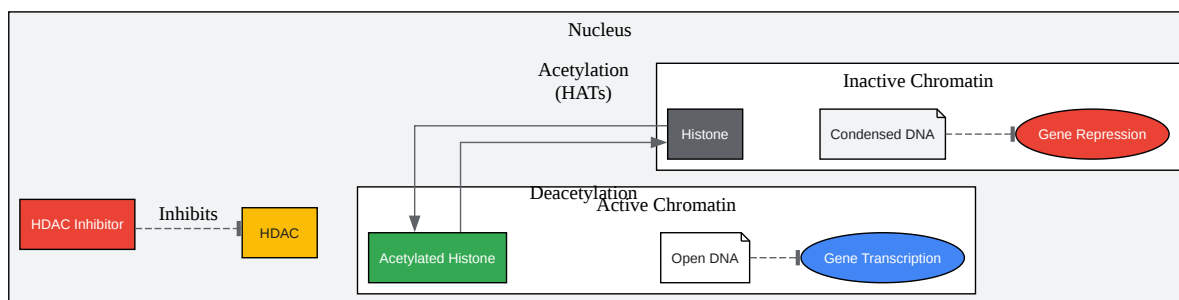 Nucleus
Acetylation
(HATs)
Inactive Chromatin
Histone
Condensed DNA
Gene Repression
Deacetylation
Active Chromatin
HDAC Inhibitor
Inhibits
HDAC
Acetylated Histone
Open DNA
Gene Transcription